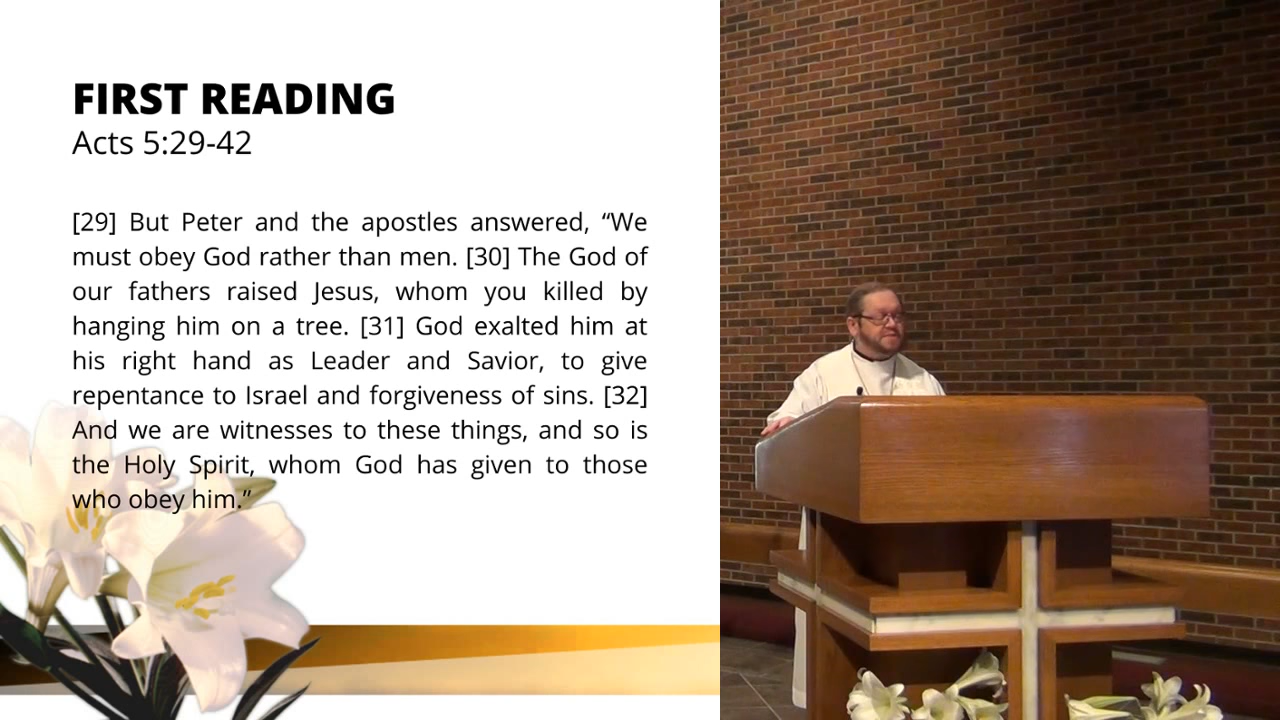 FIRST READING
Acts 5:29-42
[29] But Peter and the apostles answered, “We
must obey God rather than men. [30] The God of
our fathers raised Jesus, whom you killed by
hanging him on a tree. [31] God exalted him at
his right hand as Leader and Savior, to give
repentance to Israel and forgiveness of sins. [32]
And we are witnesses to these things, and so is
the Holy Spirit, whom God has given to those
who obey him.”